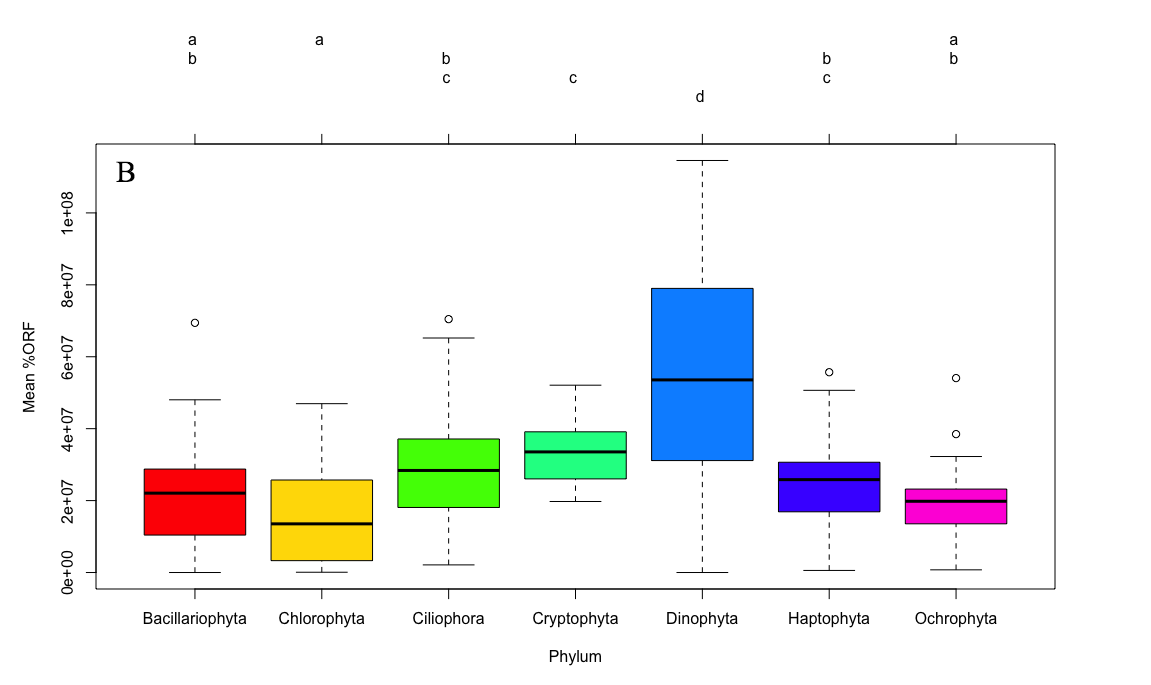 a a a
b b b b
c c c
d
B
1e+08
8e+07
6e+07
4e+07
2e+07
0e+00
Mean %ORF
Bacillariophyta Chlorophyta Ciliophora Cryptophyta Dinophyta Haptophyta Ochrophyta
Phylum